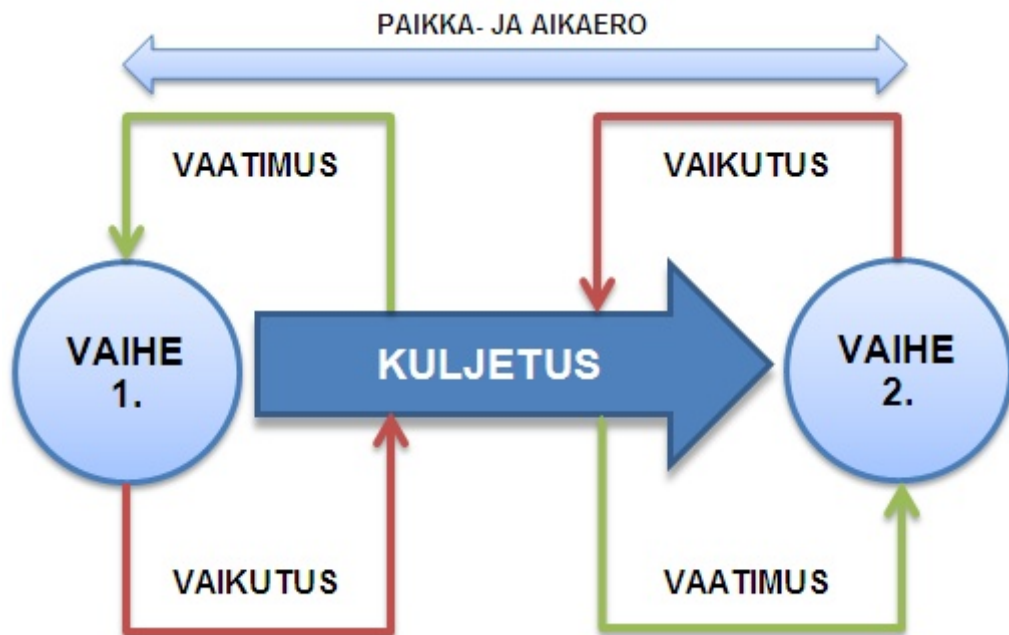 PAIKKA- JA AIKAERO
VAATIMUS
VAIKUTUS
VAIHE
1.
KULJETUS
VAIHE
2.
VAIKUTUS
VAATIMUS